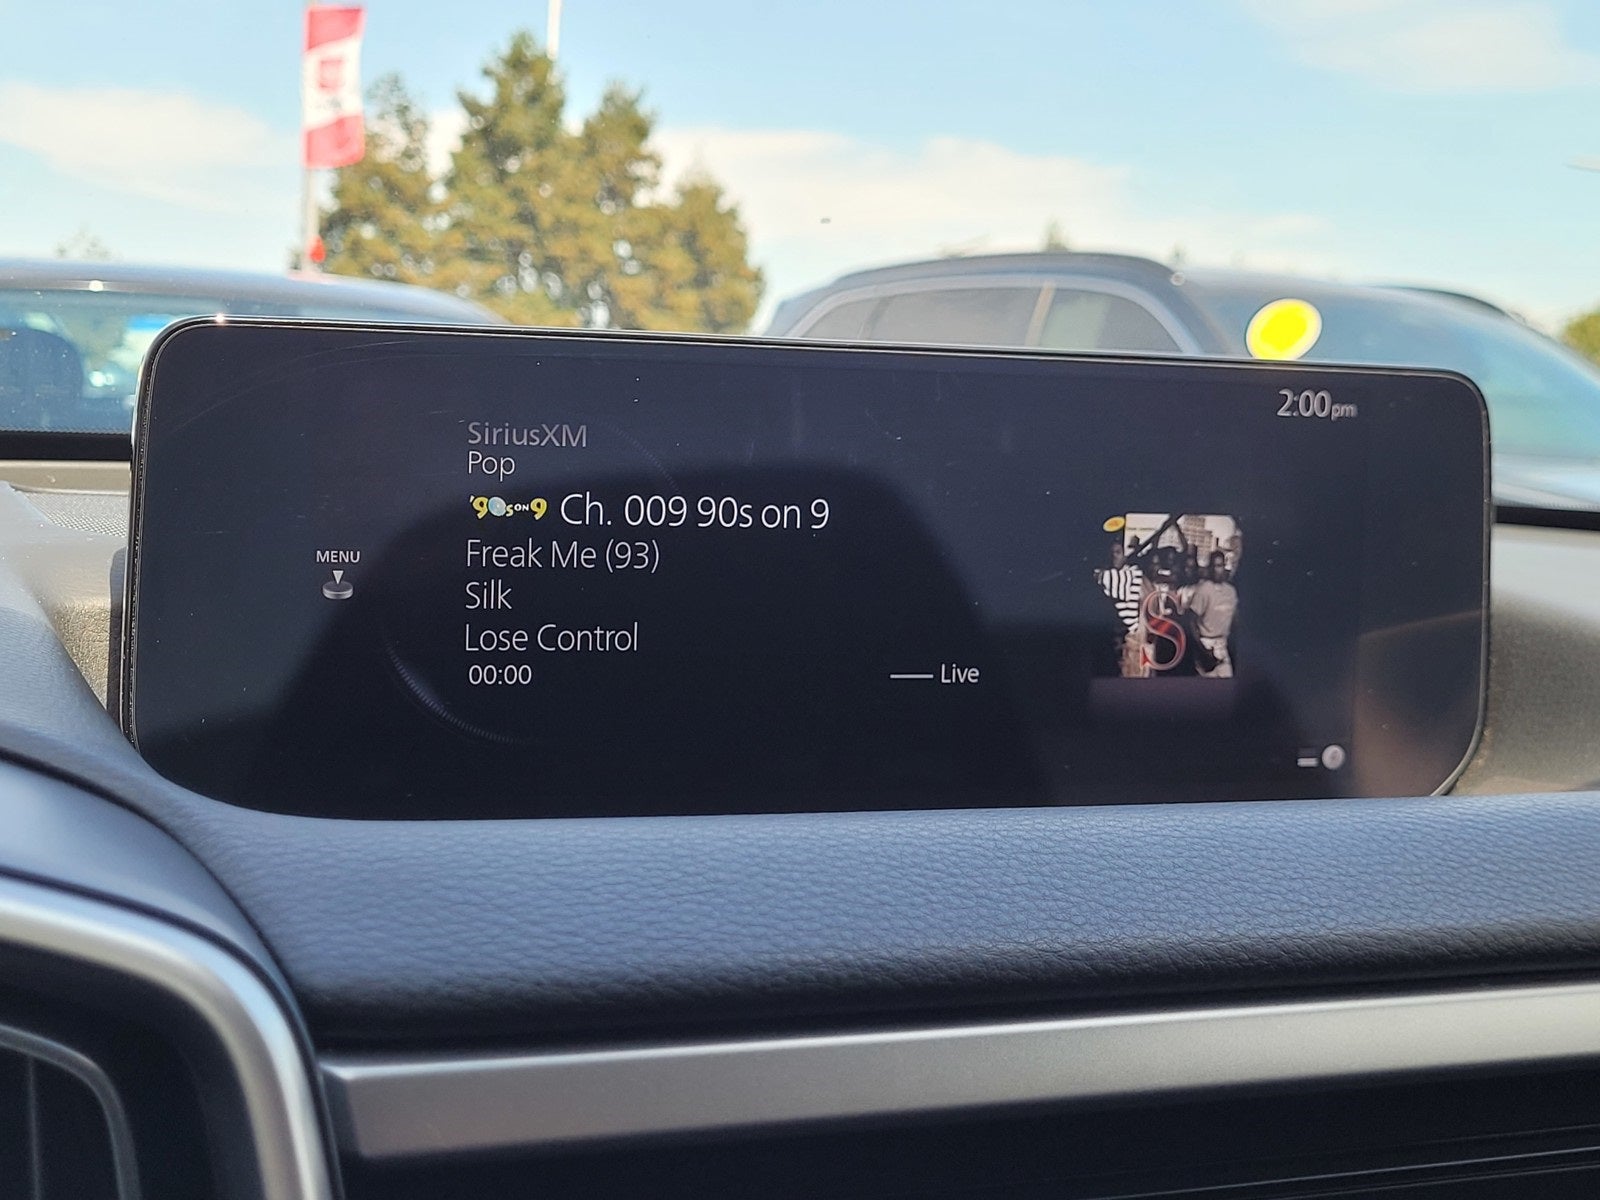 2:00pm
SiriusXM
Pop
'90s ON 9 Ch. 009 90s on 9
MENU
Freak Me (93)
Silk
Lose Control
00:00
Live
S